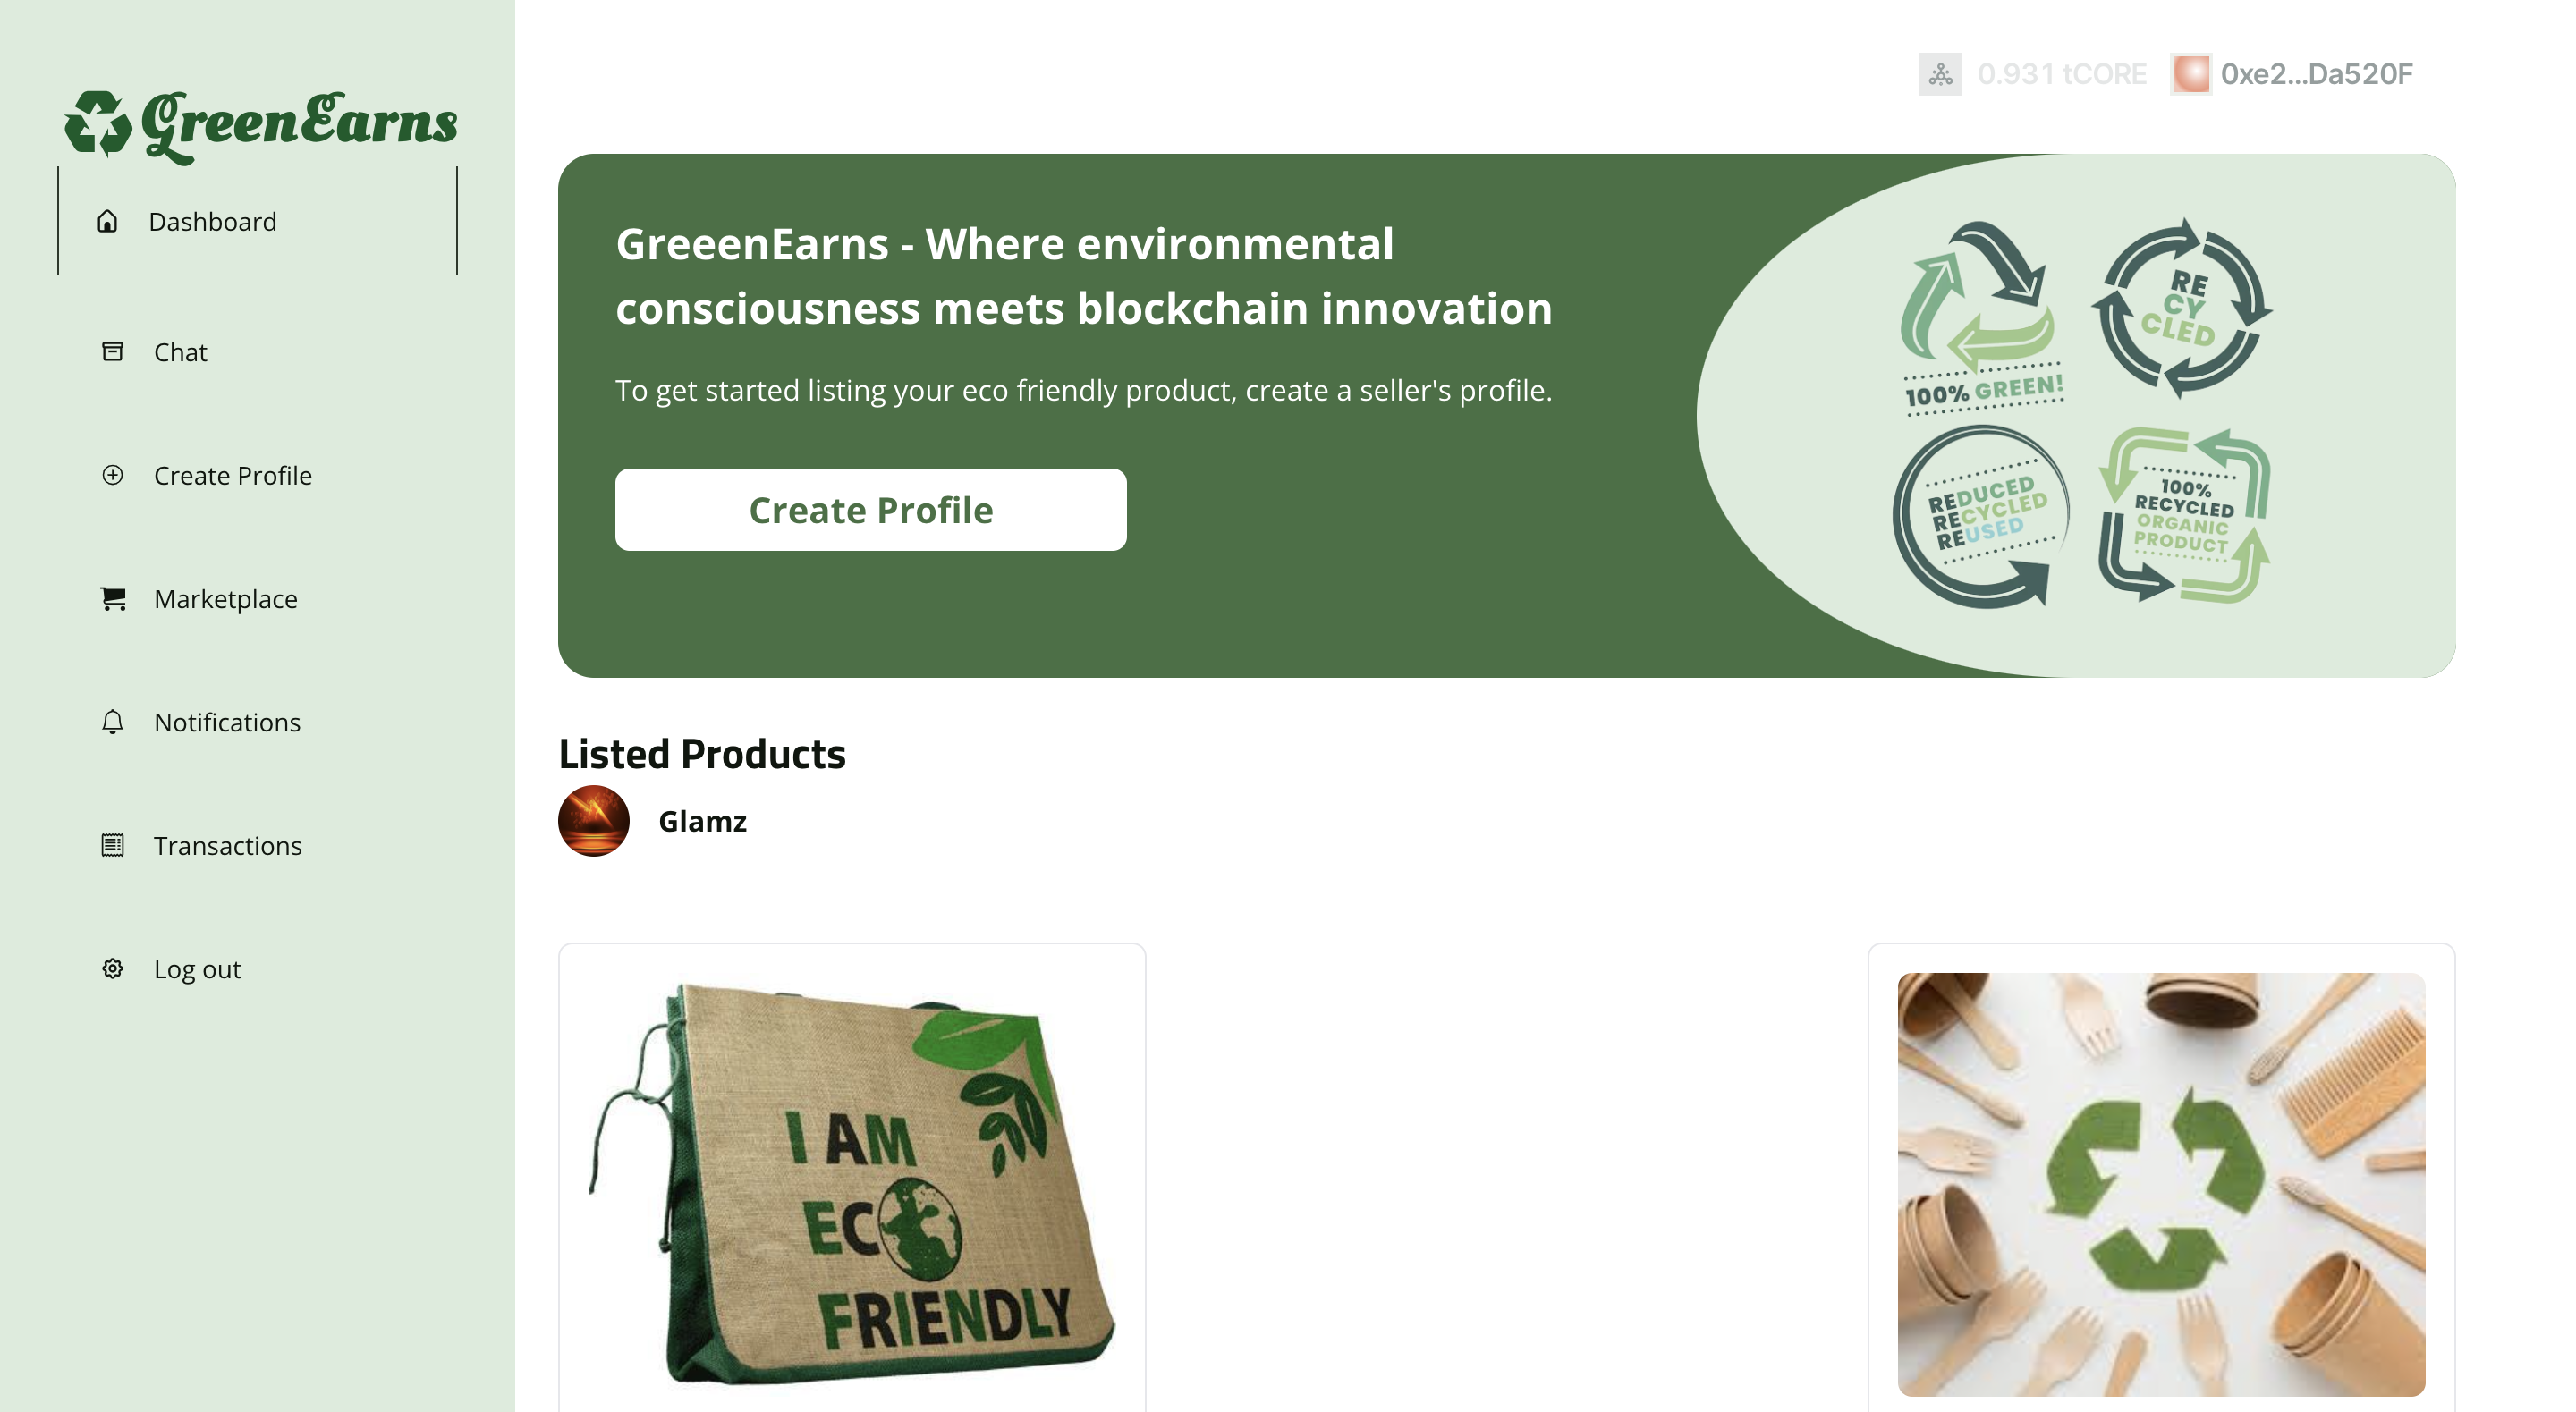 GreenEarns
Dashboard
Chat
Create Profile
Marketplace
Notifications
Transactions
Log out
0.931 tCORE
0xe2...Da520F
GreeenEarns - Where environmental
consciousness meets blockchain innovation
To get started listing your eco friendly product, create a seller's profile.
Create Profile
100% GREEN!
RE
CY
CLED
REDUCED
RECYCLED
REUSED
100%
RECYCLED
ORGANIC
PRODUCT
Listed Products
Glamz
I AM
ECO
FRIENDLY